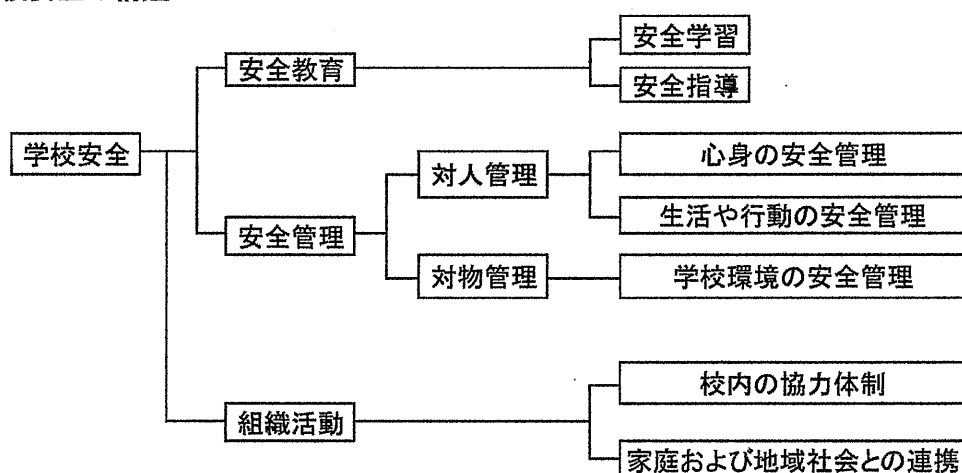 安全学習
安全教育
安全指導
学校安全
心身の安全管理
対人管理
生活や行動の安全管理
安全管理
対物管理
学校環境の安全管理
校内の協力体制
組織活動
家庭および地域社会との連携